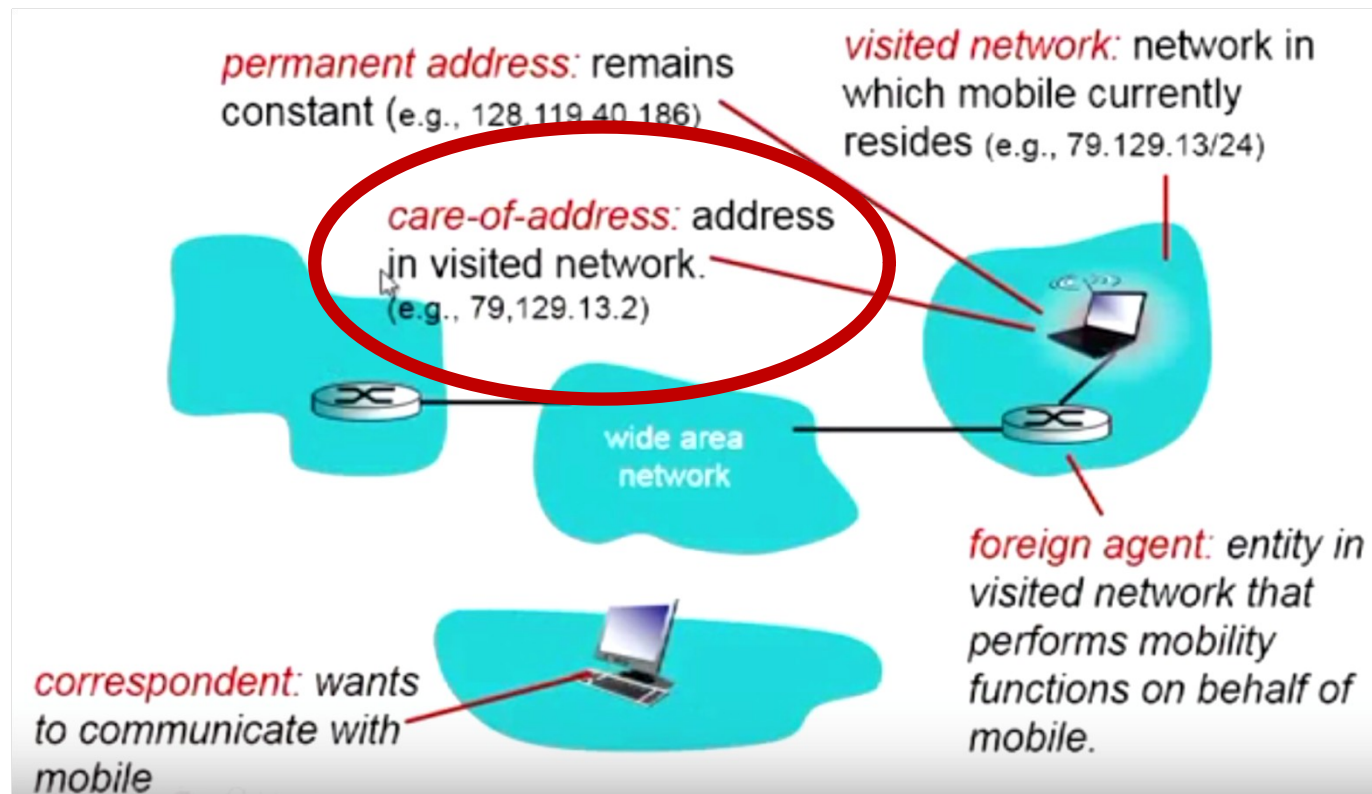 permanent address: remains
constant (e.g., 128.119.40.186)
visited network: network in
which mobile currently
resides (e.g., 79.129.13/24)
care-of-address: address
in visited network.
(e.g., 79,129.13.2)
wide area
network
foreign agent: entity in
visited network that
performs mobility
functions on behalf of
mobile.
correspondent: wants
to communicate with
mobile